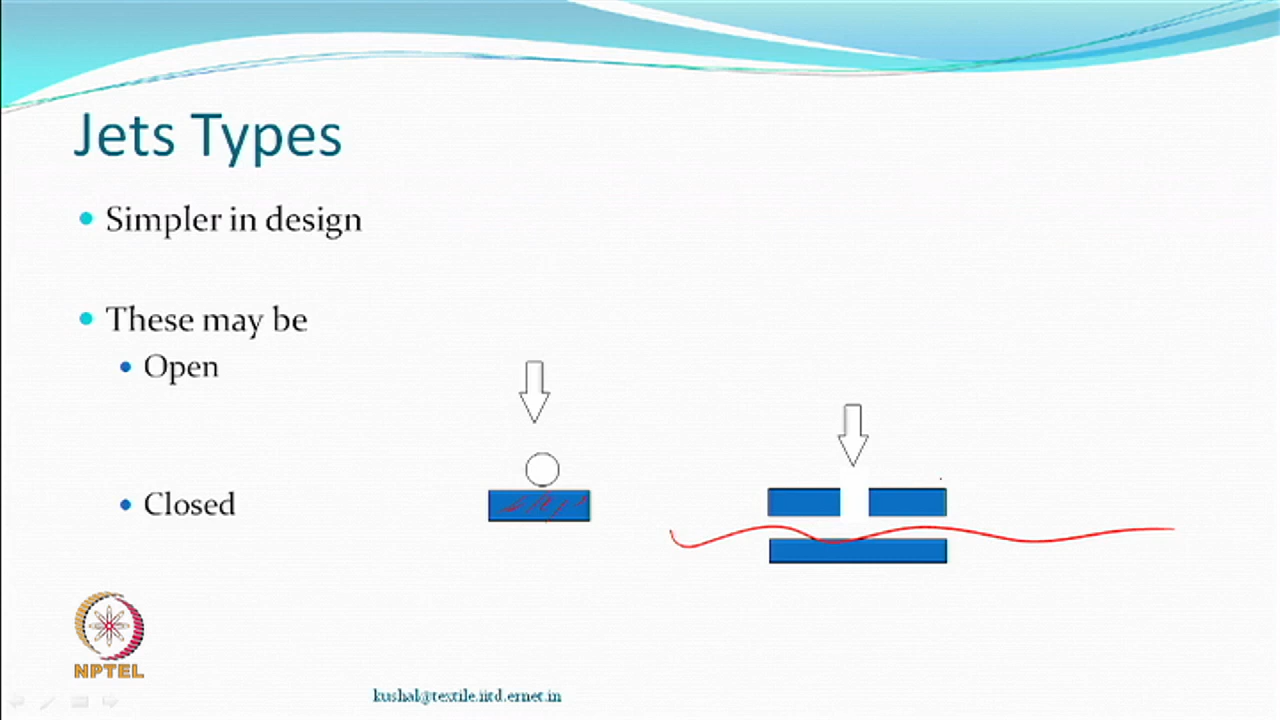 Jets Types
Simpler in design
These may be
Open
Closed
NPTEL
kushal@textile.iitd.ernet.in